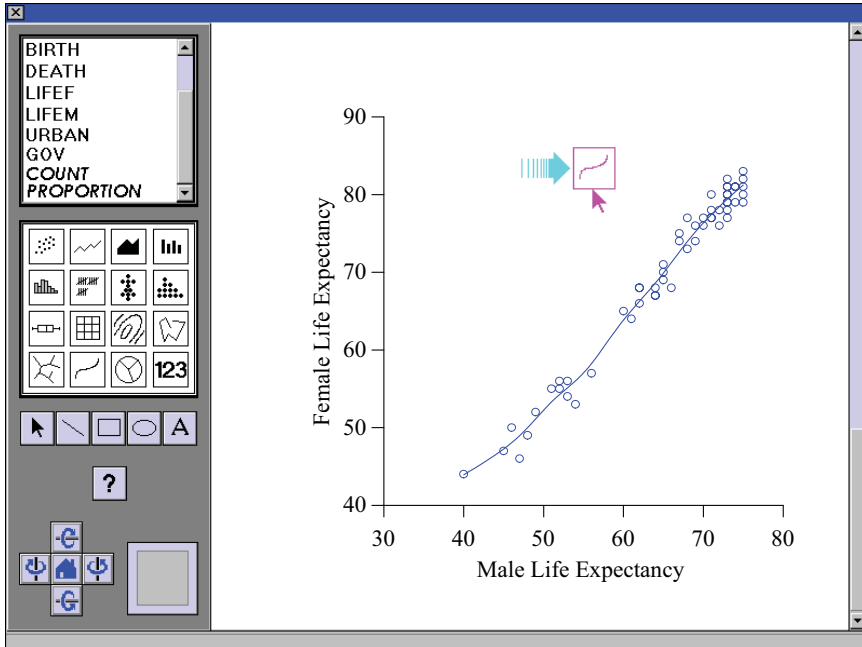 BIRTH
DEATH
LIFEF
LIFEM
URBAN
GOV
COUNT
PROPORTION
123
A
?
Female Life Expectancy
90
80
70
60
50
40
30 40 50 60 70 80
Male Life Expectancy